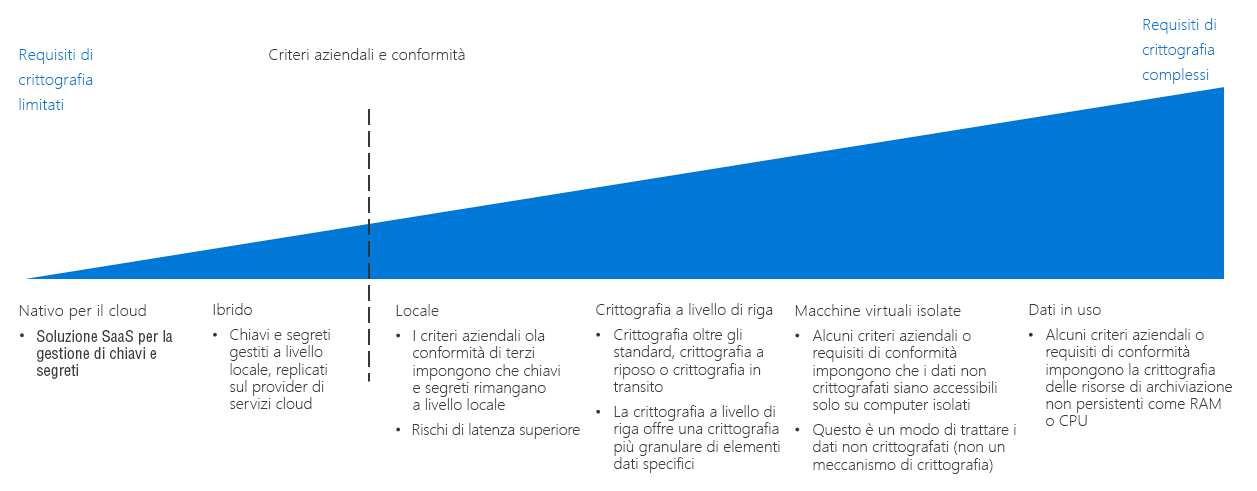 Requisiti di
crittografia
limitati
Criteri aziendali e conformità
Requisiti di
crittografia
complessi
Nativo per il cloud
• Soluzione SaaS per la
gestione di chiavi e
segreti
Ibrido
• Chiavi e segreti
gestiti a livello
locale, replicati
sul provider di
servizi cloud
Locale
• I criteri aziendali ola
conformità di terzi
impongono che chiavi
e segreti rimangano
a livello locale
• Rischi di latenza superiore
Crittografia a livello di riga
• Crittografia oltre gli
standard, crittografia a
riposo o crittografia in
transito
• La crittografia a livello di
riga offre una crittografia
più granulare di elementi
dati specifici
Macchine virtuali isolate
• Alcuni criteri aziendali o
requisiti di conformità
impongono che i dati non
crittografati siano accessibili
solo su computer isolati
• Questo è un modo di trattare i
dati non crittografati (non un
meccanismo di crittografia)
Dati in uso
• Alcuni criteri aziendali o
requisiti di conformità
impongono la crittografia
delle risorse di archiviazione
non persistenti come RAM
o CPU